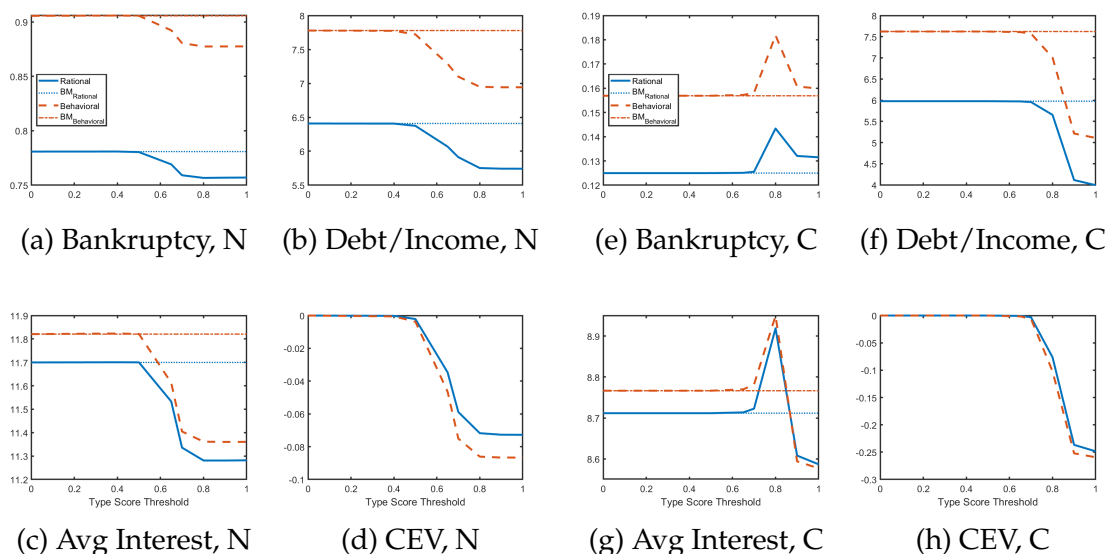 0.9
0.85
0.8
0.75
0 0.2 0.4 0.6 0.8 1
Rational
BM Rational
Behavioral
BM Behavioral
(a) Bankruptcy, N
8
7.5
7
6.5
6
5.5
0 0.2 0.4 0.6 0.8 1
(b) Debt/Income, N
0.19
0.18
0.17
0.16
0.15
0.14
0.13
0.12
0 0.2 0.4 0.6 0.8 1
Rational
BM Rational
Behavioral
BM Behavioral
(e) Bankruptcy, C
8
7.5
7
6.5
6
5.5
5
4.5
4
0 0.2 0.4 0.6 0.8 1
(f) Debt/Income, C
11.9
11.8
11.7
11.6
11.5
11.4
11.3
11.2
0 0.2 0.4 0.6 0.8 1
Type Score Threshold
(c) Avg Interest, N
0
-0.02
-0.04
-0.06
-0.08
-0.1
0 0.2 0.4 0.6 0.8 1
Type Score Threshold
(d) CEV, N
8.9
8.8
8.7
8.6
0 0.2 0.4 0.6 0.8 1
Type Score Threshold
(g) Avg Interest, C
0
-0.05
-0.1
-0.15
-0.2
-0.25
-0.3
0 0.2 0.4 0.6 0.8 1
Type Score Threshold
(h) CEV, C